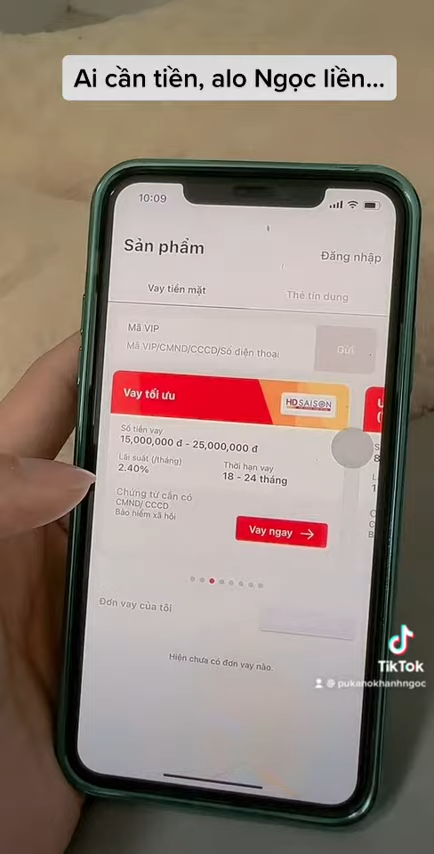 Ai cần tiền, alo Ngọc liền...
10:09
Sản phẩm
Đăng nhập
Vay tiền mặt
Thẻ tín dụng
Mã VIP
Mã VIP/CMND/CCCD/Số điện thoại
Gửi
Vay tối ưu
HD SAISON
Số tiền vay
15,000,000 đ - 25,000,000 đ
Lãi suất (/tháng)
2.40%
Thời hạn vay
18 - 24 tháng
Chứng từ cần có
CMND/ CCCD
Bảo hiểm xã hội
Vay ngay
Đơn vay của tôi
Hiện chưa có đơn vay nào.
TikTok
@ pukanokhanhngoc